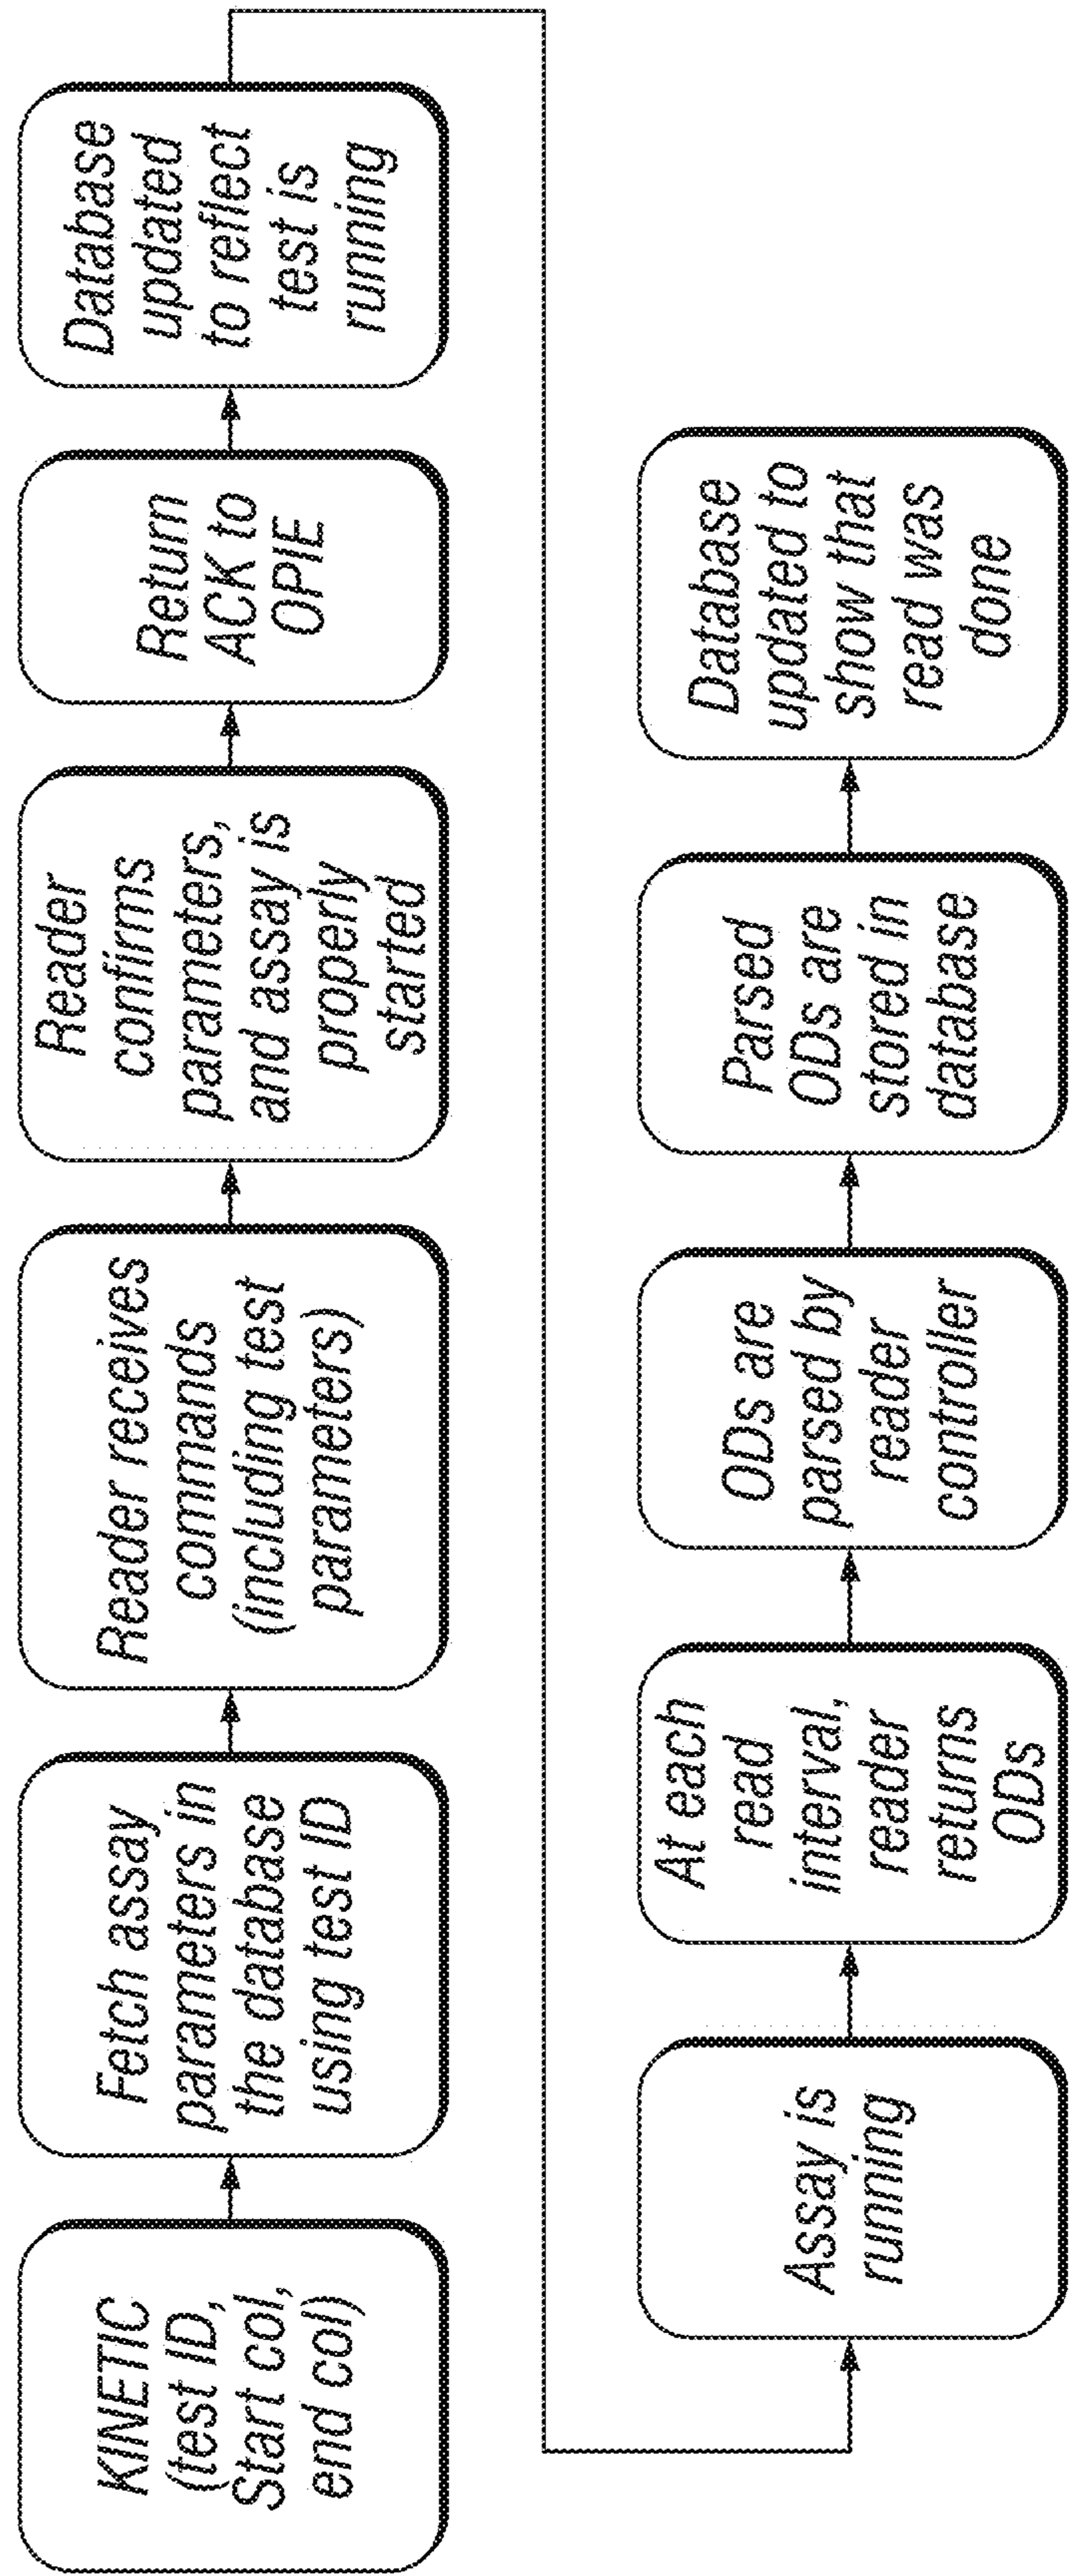 KINETIC
(test ID,
Start col,
end col)
Fetch assay
parameters in
the database
using test ID
Reader receives
commands
(including test
parameters)
Reader
confirms
parameters,
and assay is
properly
started
Return
ACK to
OPIE
Database
updated
to reflect
test is
running
Assay is
running
At each
read
interval,
reader
returns
ODs
ODs are
parsed by
reader
controller
Parsed
ODs are
stored in
database
Database
updated to
show that
read was
done